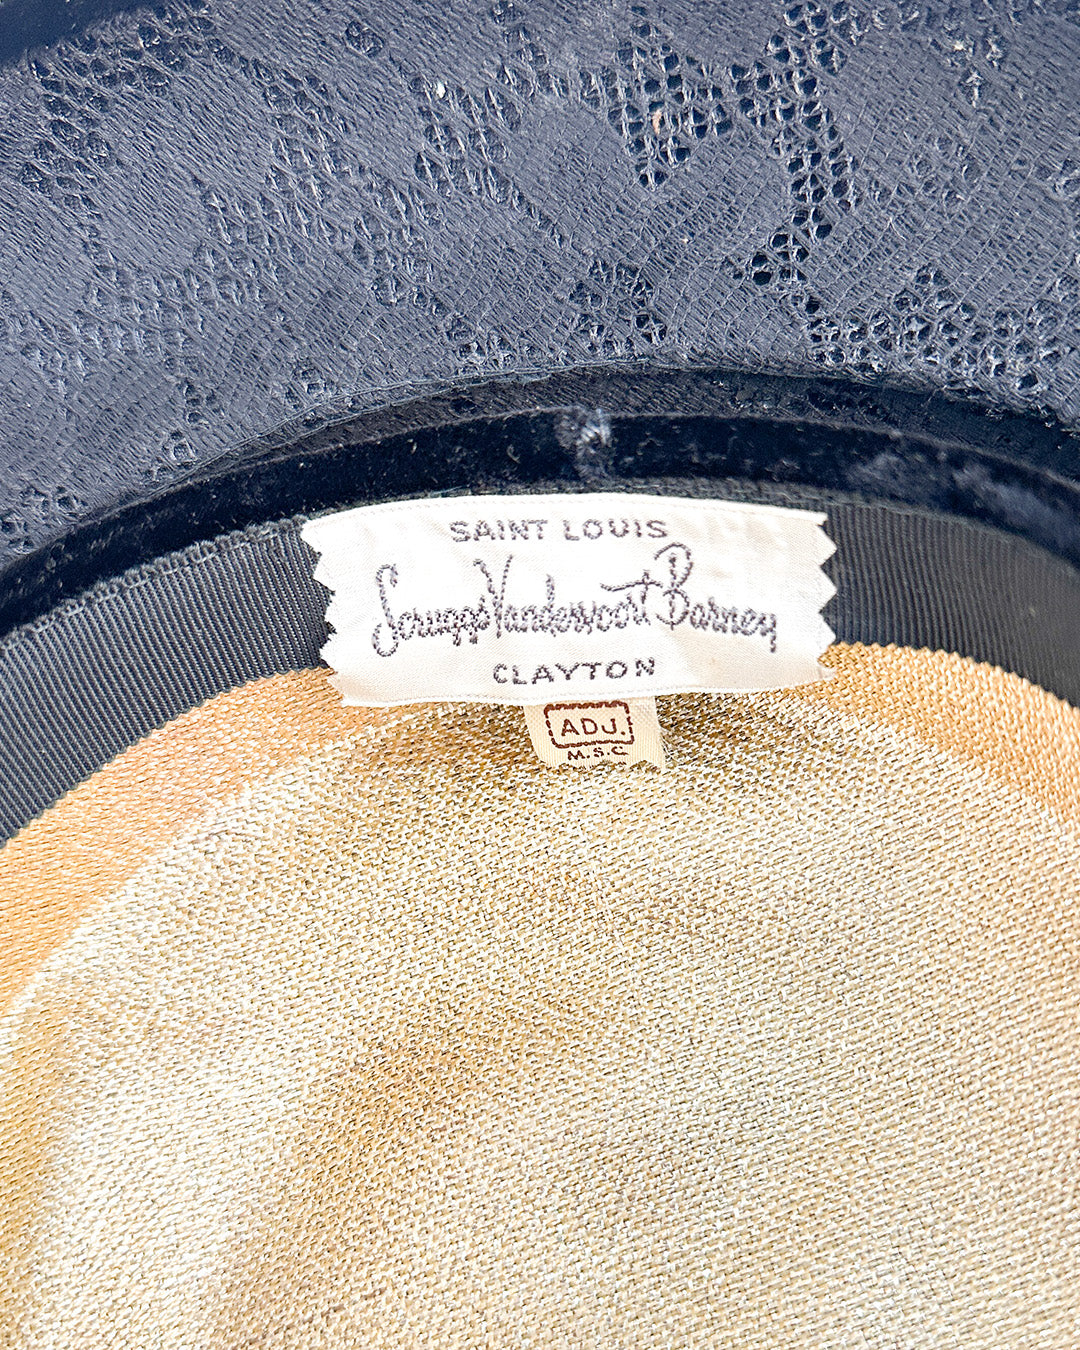 SAINT LOUIS
Scruggs Vandervoort Barney
CLAYTON
ADJ.
M.S.C.